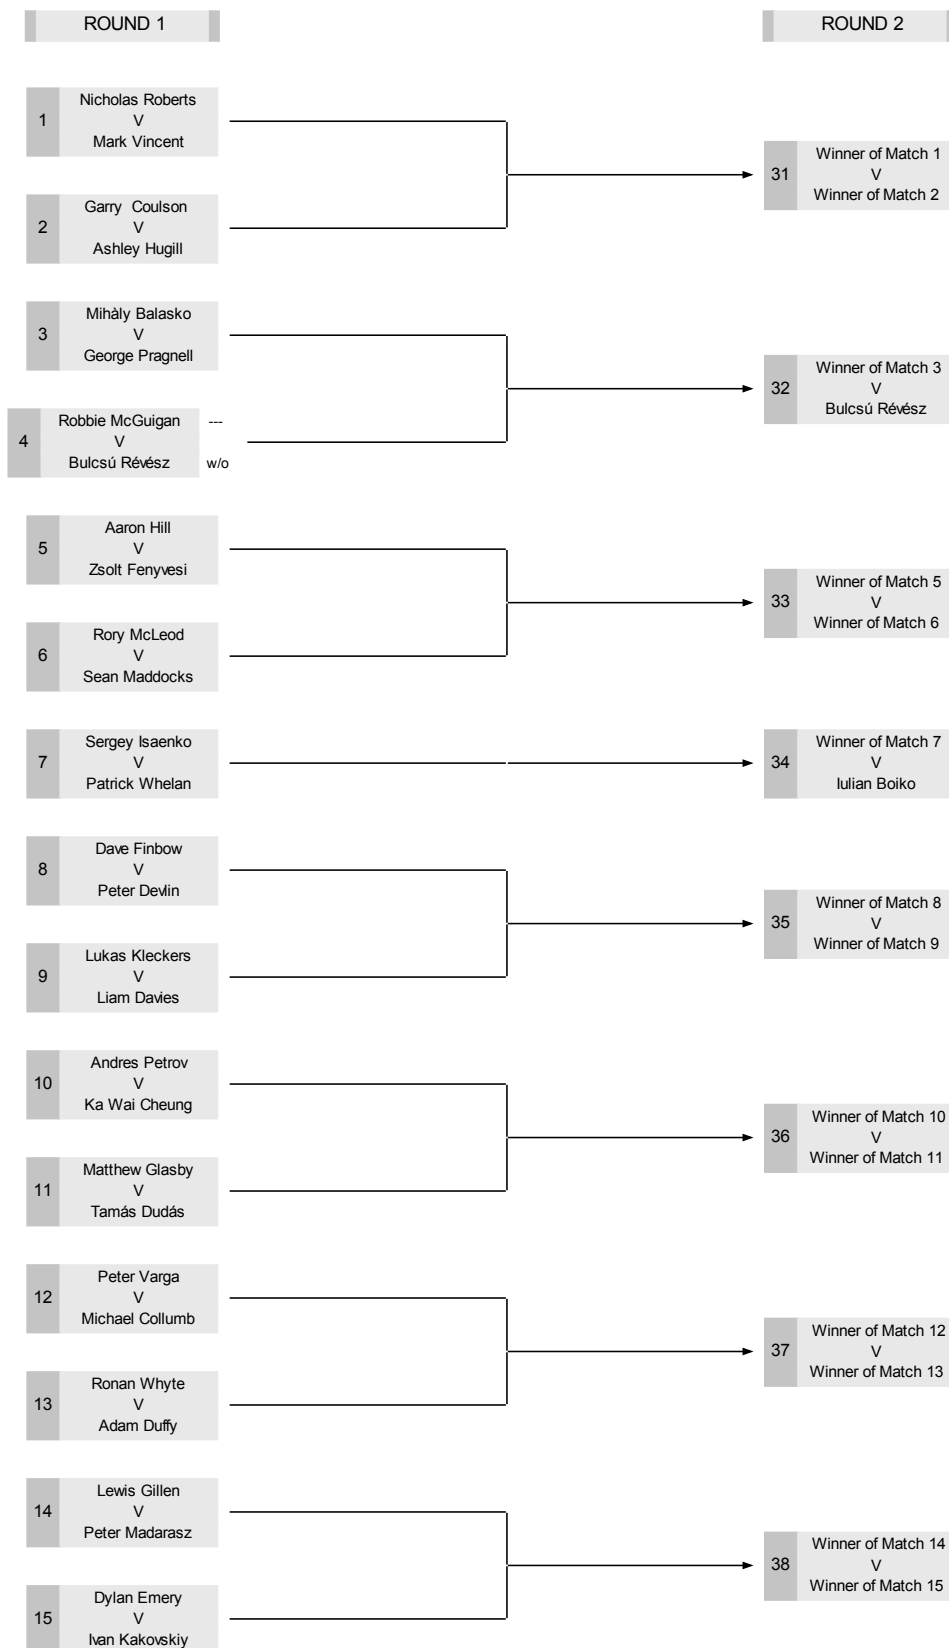 ROUND 1
ROUND 2
1
Nicholas Roberts
V
Mark Vincent
2
Garry Coulson
V
Ashley Hugill
31
Winner of Match 1
V
Winner of Match 2
3
Mihàly Balasko
V
George Pragnell
4
Robbie McGuigan ---
V
Bulcsú Révész w/o
32
Winner of Match 3
V
Bulcsú Révész
5
Aaron Hill
V
Zsolt Fenyvesi
6
Rory McLeod
V
Sean Maddocks
33
Winner of Match 5
V
Winner of Match 6
7
Sergey Isaenko
V
Patrick Whelan
34
Winner of Match 7
V
Iulian Boiko
8
Dave Finbow
V
Peter Devlin
9
Lukas Kleckers
V
Liam Davies
35
Winner of Match 8
V
Winner of Match 9
10
Andres Petrov
V
Ka Wai Cheung
11
Matthew Glasby
V
Tamás Dudás
36
Winner of Match 10
V
Winner of Match 11
12
Peter Varga
V
Michael Collumb
13
Ronan Whyte
V
Adam Duffy
37
Winner of Match 12
V
Winner of Match 13
14
Lewis Gillen
V
Peter Madarasz
15
Dylan Emery
V
Ivan Kakovskiy
38
Winner of Match 14
V
Winner of Match 15